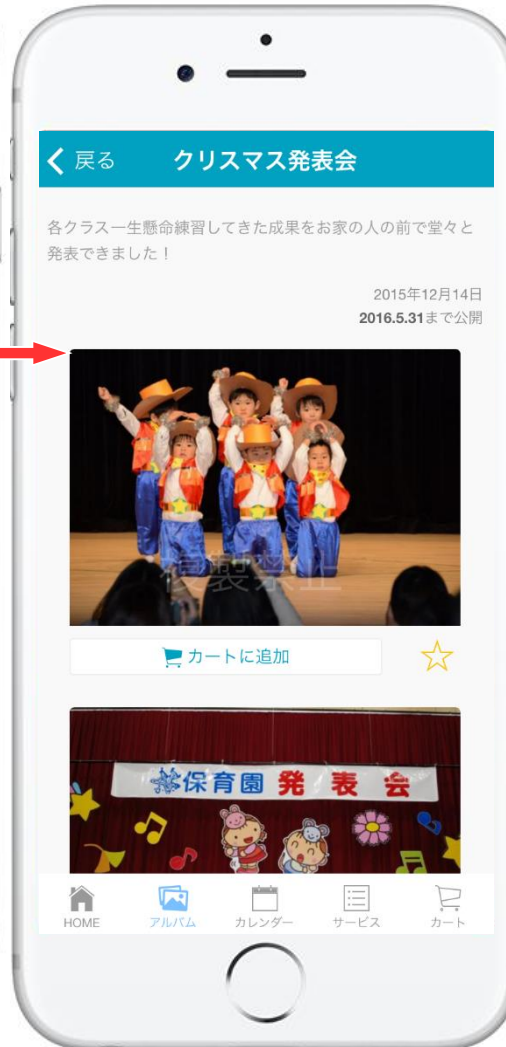 戻る
クリスマス発表会
各クラス一生懸命練習してきた成果をお家の人の前で堂々と
発表できました！
2015年12月14日
2016.5.31まで公開
複製禁止
カートに追加
保育園 発 表 会
HOME
アルバム
カレンダー
サービス
カート